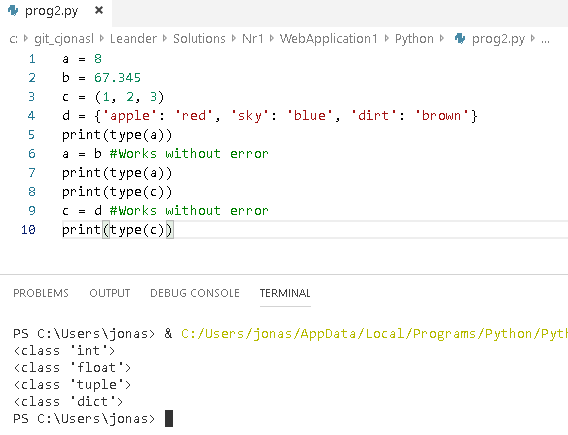 prog2.py ×
c: > git_cjonasl > Leander > Solutions > Nr1 > WebApplication1 > Python > prog2.py > ...
1 a = 8
2 b = 67.345
3 c = (1, 2, 3)
4 d = {'apple': 'red', 'sky': 'blue', 'dirt': 'brown'}
5 print(type(a))
6 a = b #Works without error
7 print(type(a))
8 print(type(c))
9 c = d #Works without error
10 print(type(c))
PROBLEMS OUTPUT DEBUG CONSOLE TERMINAL
PS C:\Users\jonas> & C:/Users/jonas/AppData/Local/Programs/Python/Pyth
<class 'int'>
<class 'float'>
<class 'tuple'>
<class 'dict'>
PS C:\Users\jonas>